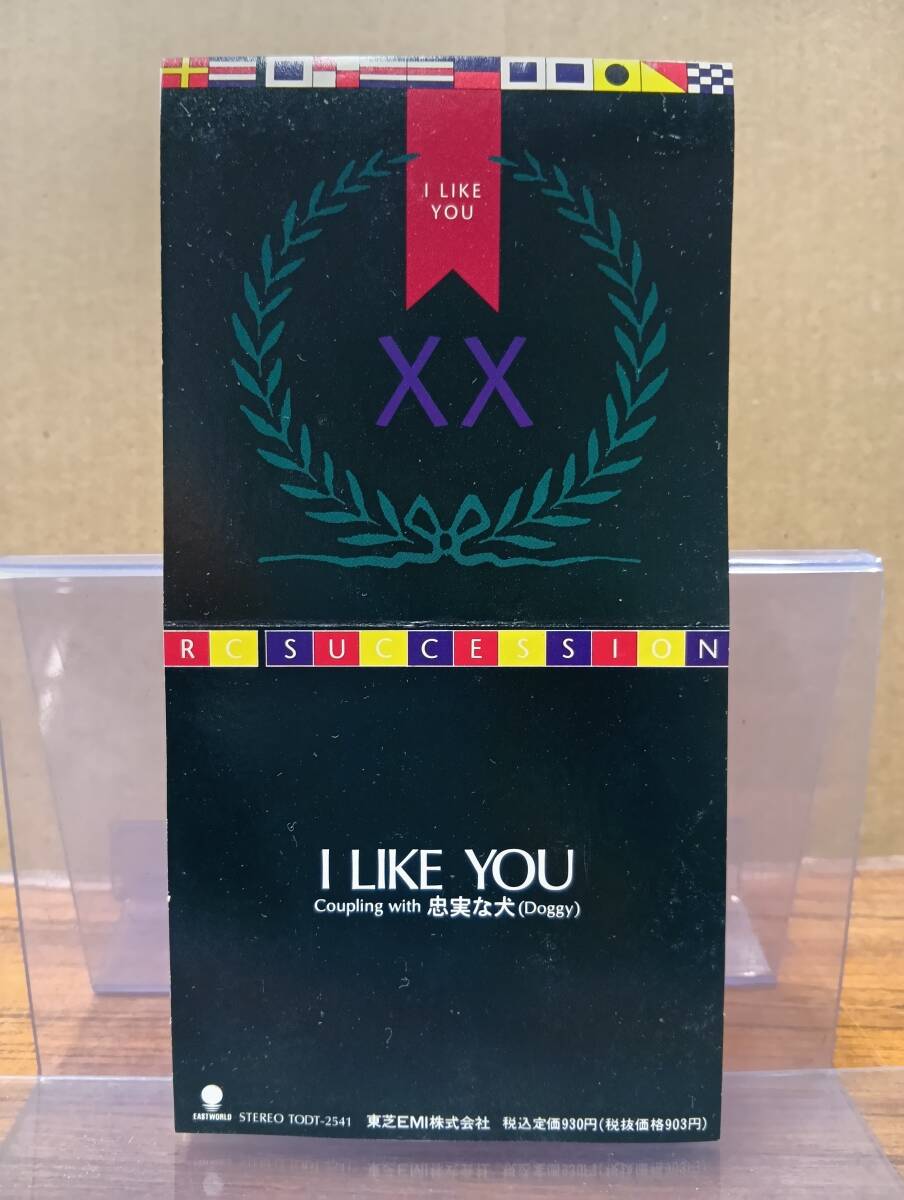 I LIKE
YOU
XX
RC SUCCESSION
I LIKE YOU
Coupling with 忠実な犬(Doggy)
EASTWORLD STEREO TODT-2541 東芝EMI株式会社 税込定価930円(税抜価格903円)